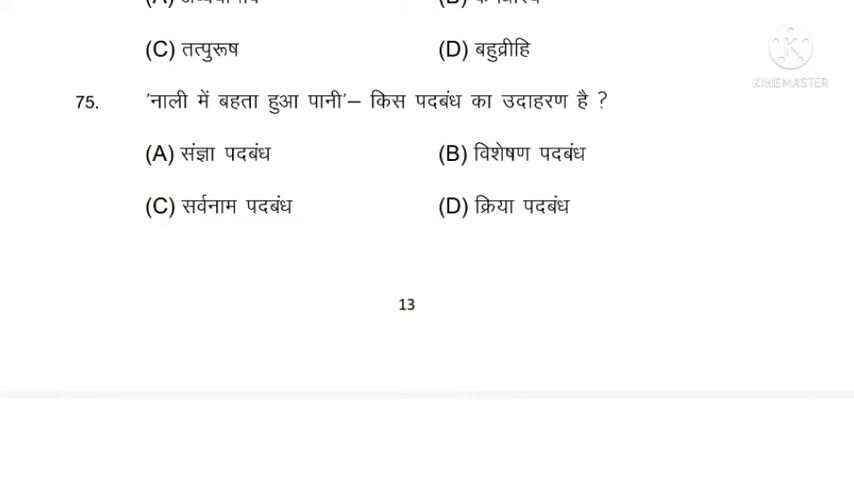 (C) तत्पुरूष (D) बहुव्रीहि
KINEMASTER
75. 'नाली में बहता हुआ पानी'– किस पदबंध का उदाहरण है ?
(A) संज्ञा पदबंध (B) विशेषण पदबंध
(C) सर्वनाम पदबंध (D) क्रिया पदबंध
13